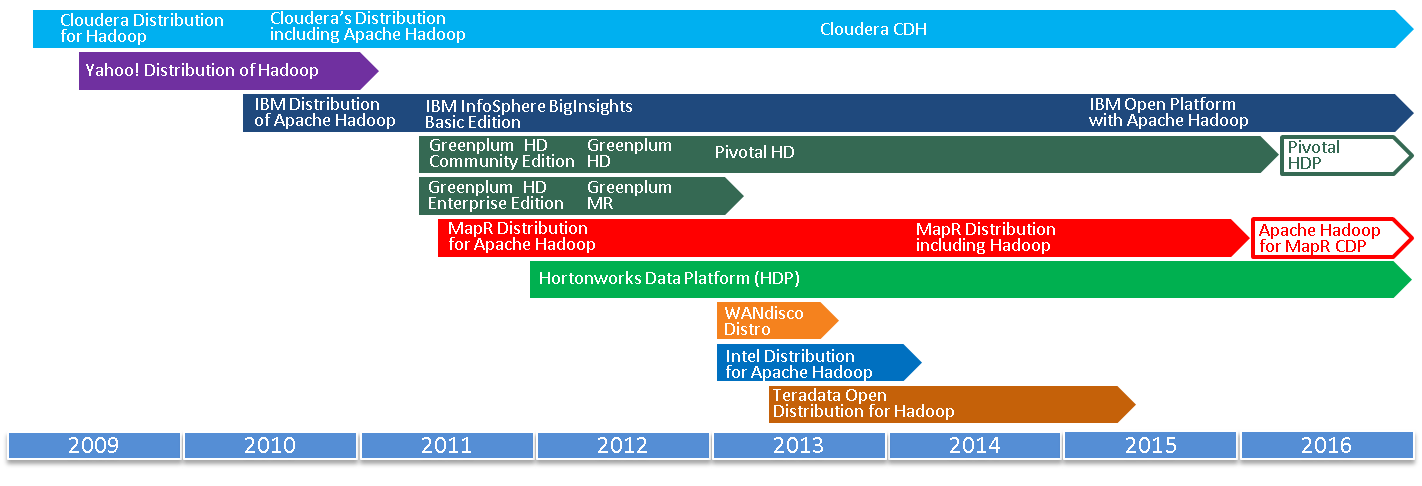 Cloudera Distribution
for Hadoop
Cloudera's Distribution
including Apache Hadoop
Cloudera CDH
Yahoo! Distribution of Hadoop
IBM Distribution
of Apache Hadoop
IBM InfoSphere BigInsights
Basic Edition
IBM Open Platform
with Apache Hadoop
Greenplum HD
Community Edition
Greenplum
HD
Pivotal HD
Pivotal
HDP
Greenplum HD
Enterprise Edition
Greenplum
MR
MapR Distribution
for Apache Hadoop
MapR Distribution
including Hadoop
Apache Hadoop
for MapR CDP
Hortonworks Data Platform (HDP)
WANdisco
Distro
Intel Distribution
for Apache Hadoop
Teradata Open
Distribution for Hadoop
2009 2010 2011 2012 2013 2014 2015 2016